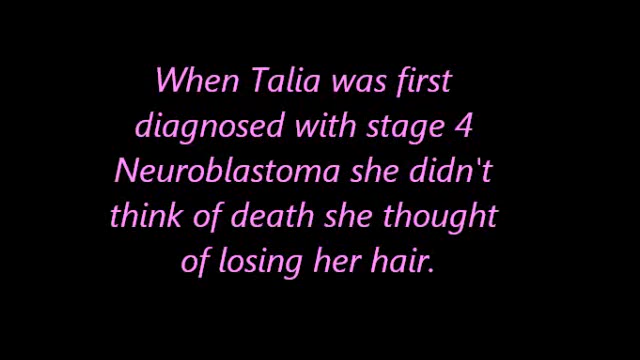 When Talia was first
diagnosed with stage 4
Neuroblastoma she didn't
think of death she thought
of losing her hair.